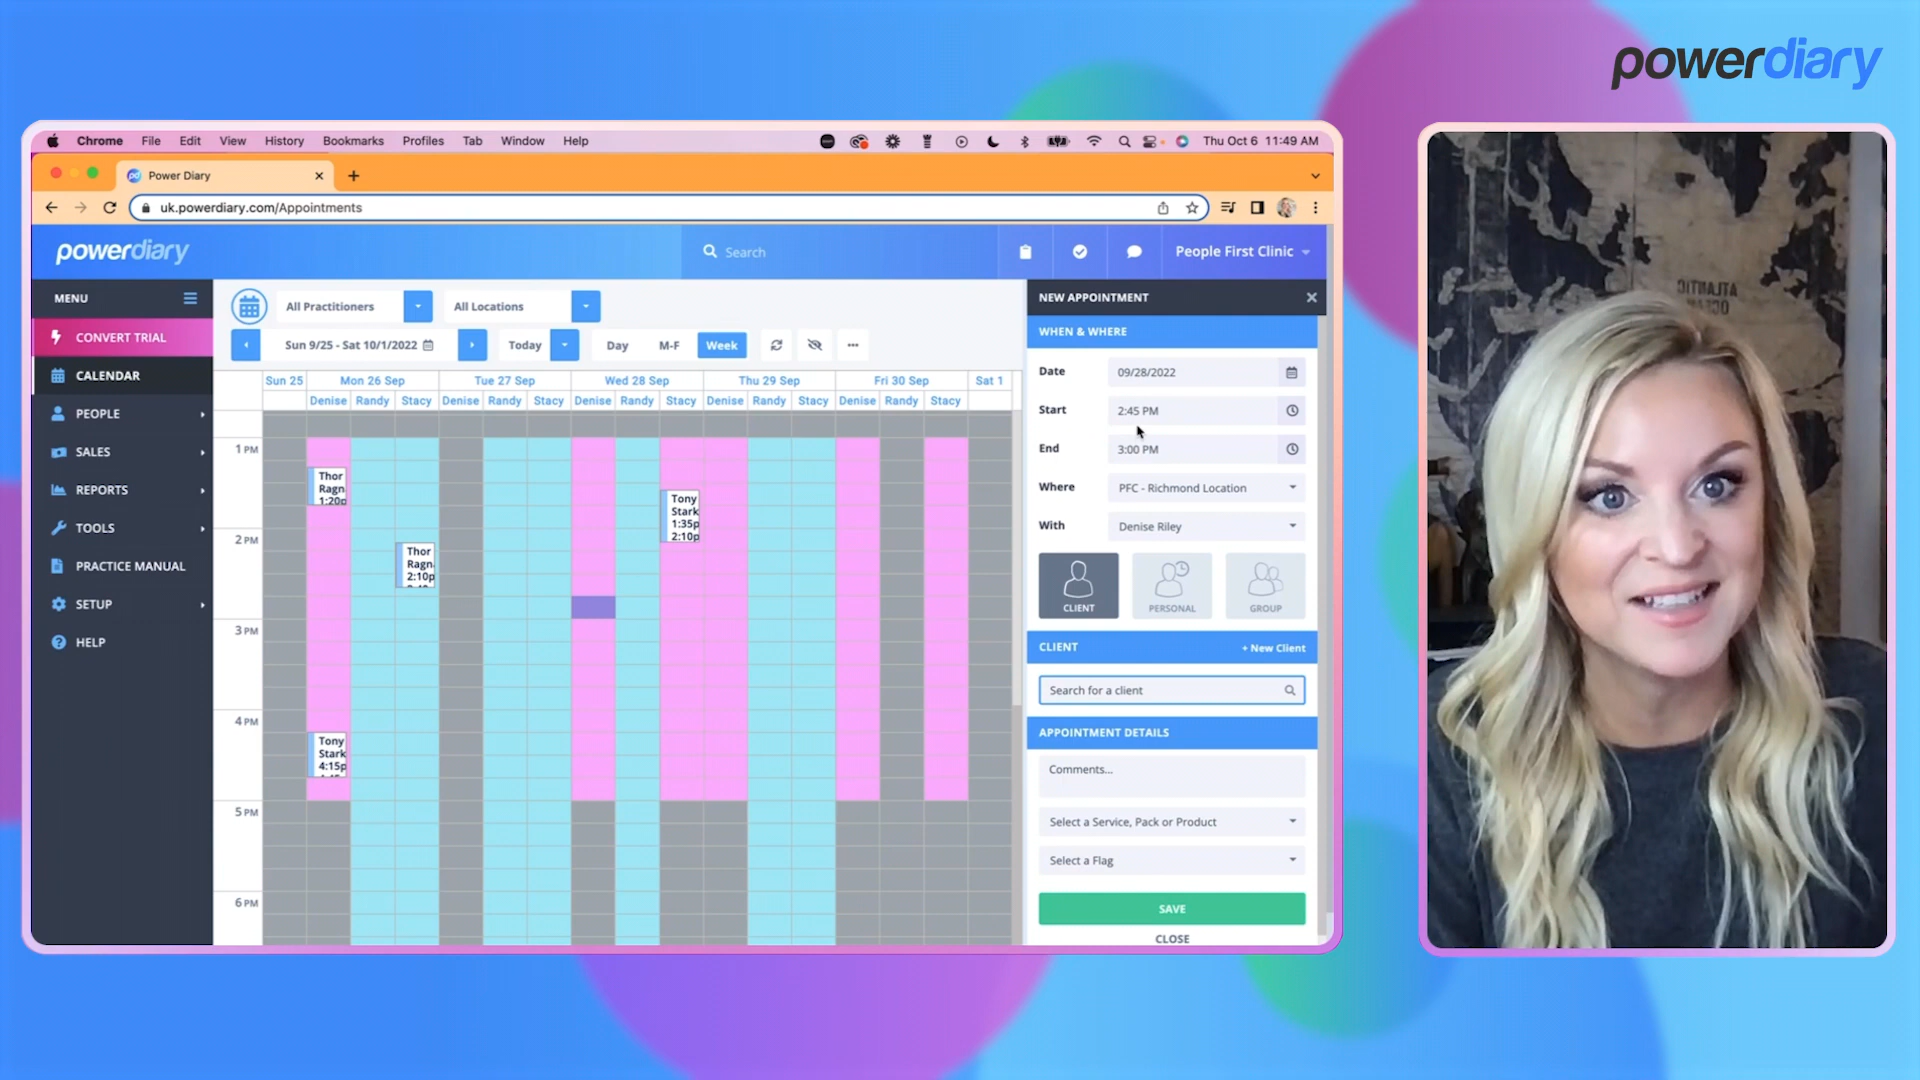 powerdiary
Chrome File Edit View History Bookmarks Profiles Tab Window Help Thu Oct 6 11:49 AM
Power Diary
uk.powerdiary.com/Appointments
powerdiary
Search
People First Clinic
MENU
CONVERT TRIAL
CALENDAR
PEOPLE
SALES
REPORTS
TOOLS
PRACTICE MANUAL
SETUP
HELP
All Practitioners
All Locations
Sun 9/25 - Sat 10/1/2022
Today
Day
M-F
Week
Sun 25 Mon 26 Sep Tue 27 Sep Wed 28 Sep Thu 29 Sep Fri 30 Sep Sat 1
Denise Randy Stacy Denise Randy Stacy Denise Randy Stacy Denise Randy Stacy Denise Randy Stacy
1 PM
2 PM
3 PM
4 PM
5 PM
6 PM
Thor
Ragn
1:20p
Thor
Ragn
2:10p
Tony
Stark
1:35p
2:10p
Tony
Stark
4:15p
NEW APPOINTMENT
WHEN & WHERE
Date 09/28/2022
Start 2:45 PM
End 3:00 PM
Where PFC - Richmond Location
With Denise Riley
CLIENT
PERSONAL
GROUP
CLIENT + New Client
Search for a client
APPOINTMENT DETAILS
Comments...
Select a Service, Pack or Product
Select a Flag
SAVE
CLOSE
ATLANTIC
OCEAN